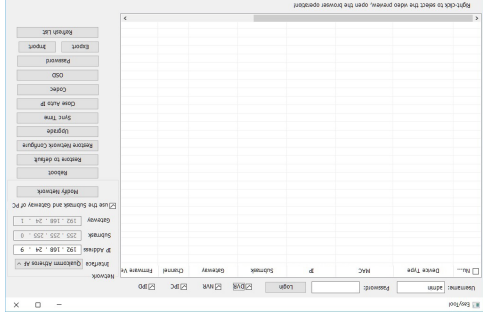 EasyTool
Username: admin Password: Login DVR NVR IPC IPD
Nu... Device Type MAC IP Submask Gateway Channel Firmware Ve
Network
Interface Qualcomm Atheros AR
IP Address 192 . 168 . 24 . 9
Submask 255 . 255 . 255 . 0
Gateway 192 . 168 . 24 . 1
use the Submask and Gateway of PC
Modify Network
Reboot
Restore to default
Restore Network Configure
Upgrade
Sync Time
Close Auto IP
Codec
OSD
Password
Export Import
Refresh List
Right-click to select the video preview, open the browser operation!